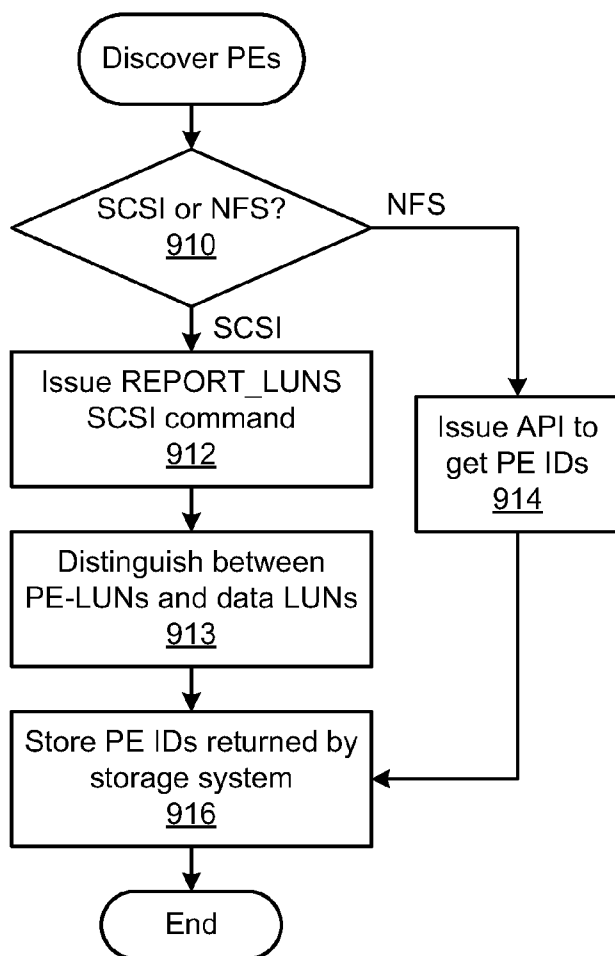 Discover PEs
SCSI or NFS?
910
NFS
SCSI
Issue REPORT_LUNS
SCSI command
912
Issue API to
get PE IDs
914
Distinguish between
PE-LUNs and data LUNs
913
Store PE IDs returned by
storage system
916
End